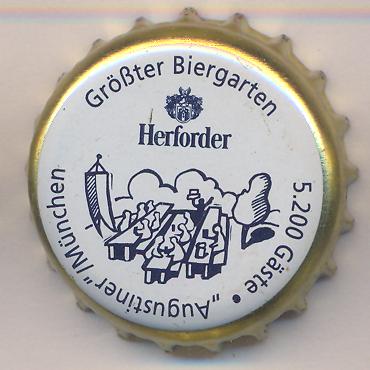 Größter Biergarten
Herforder
5.200 Gäste • „Augustiner"/München